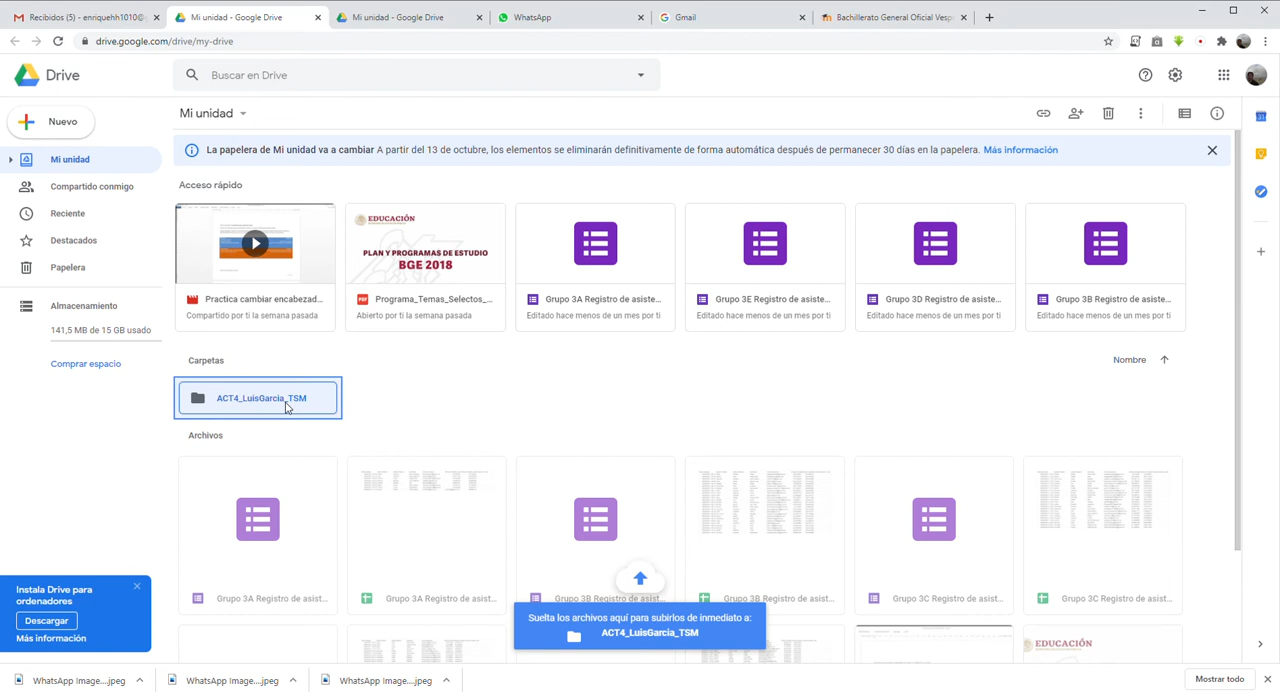 Recibidos (5) - enriquehh1010@g
Mi unidad - Google Drive
Mi unidad - Google Drive
WhatsApp
Gmail
Bachillerato General Oficial Vesp
drive.google.com/drive/my-drive
Drive
Buscar en Drive
Nuevo
Mi unidad
La papelera de Mi unidad va a cambiar A partir del 13 de octubre, los elementos se eliminarán definitivamente de forma automática después de permanecer 30 días en la papelera. Más información
Mi unidad
Compartido conmigo
Reciente
Destacados
Papelera
Almacenamiento
141,5 MB de 15 GB usado
Comprar espacio
Acceso rápido
EDUCACIÓN
PLAN Y PROGRAMAS DE ESTUDIO
BGE 2018
Practica cambiar encabezad...
Compartido por ti la semana pasada
Programa_Temas_Selectos_...
Abierto por ti la semana pasada
Grupo 3A Registro de asiste...
Editado hace menos de un mes por ti
Grupo 3E Registro de asiste...
Editado hace menos de un mes por ti
Grupo 3D Registro de asiste...
Editado hace menos de un mes por ti
Grupo 3B Registro de asiste...
Editado hace menos de un mes por ti
Carpetas
Nombre
ACT4_LuisGarcia_TSM
Archivos
Grupo 3A Registro de asist...
Grupo 3A Registro de asist...
Grupo 3B Registro de asist...
Grupo 3B Registro de asist...
Grupo 3C Registro de asist...
Grupo 3C Registro de asist...
EDUCACIÓN
Instala Drive para
ordenadores
Descargar
Más información
Suelta los archivos aquí para subirlos de inmediato a:
ACT4_LuisGarcia_TSM
31
WhatsApp Image....jpeg
WhatsApp Image....jpeg
WhatsApp Image....jpeg
Mostrar todo